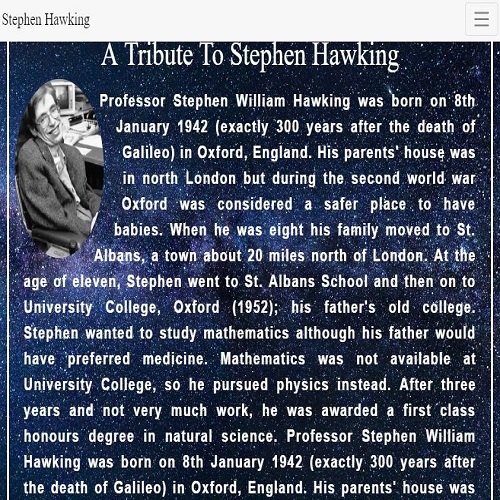 Stephen Hawking
A Tribute To Stephen Hawking
Professor Stephen William Hawking was born on 8th
January 1942 (exactly 300 years after the death of
Galileo) in Oxford, England. His parents' house was
in north London but during the second world war
Oxford was considered a safer place to have
babies. When he was eight his family moved to St.
Albans, a town about 20 miles north of London. At the
age of eleven, Stephen went to St. Albans School and then on to
University College, Oxford (1952); his father's old college.
Stephen wanted to study mathematics although his father would
have preferred medicine. Mathematics was not available at
University College, so he pursued physics instead. After three
years and not very much work, he was awarded a first class
honours degree in natural science. Professor Stephen William
Hawking was born on 8th January 1942 (exactly 300 years after
the death of Galileo) in Oxford, England. His parents' house was